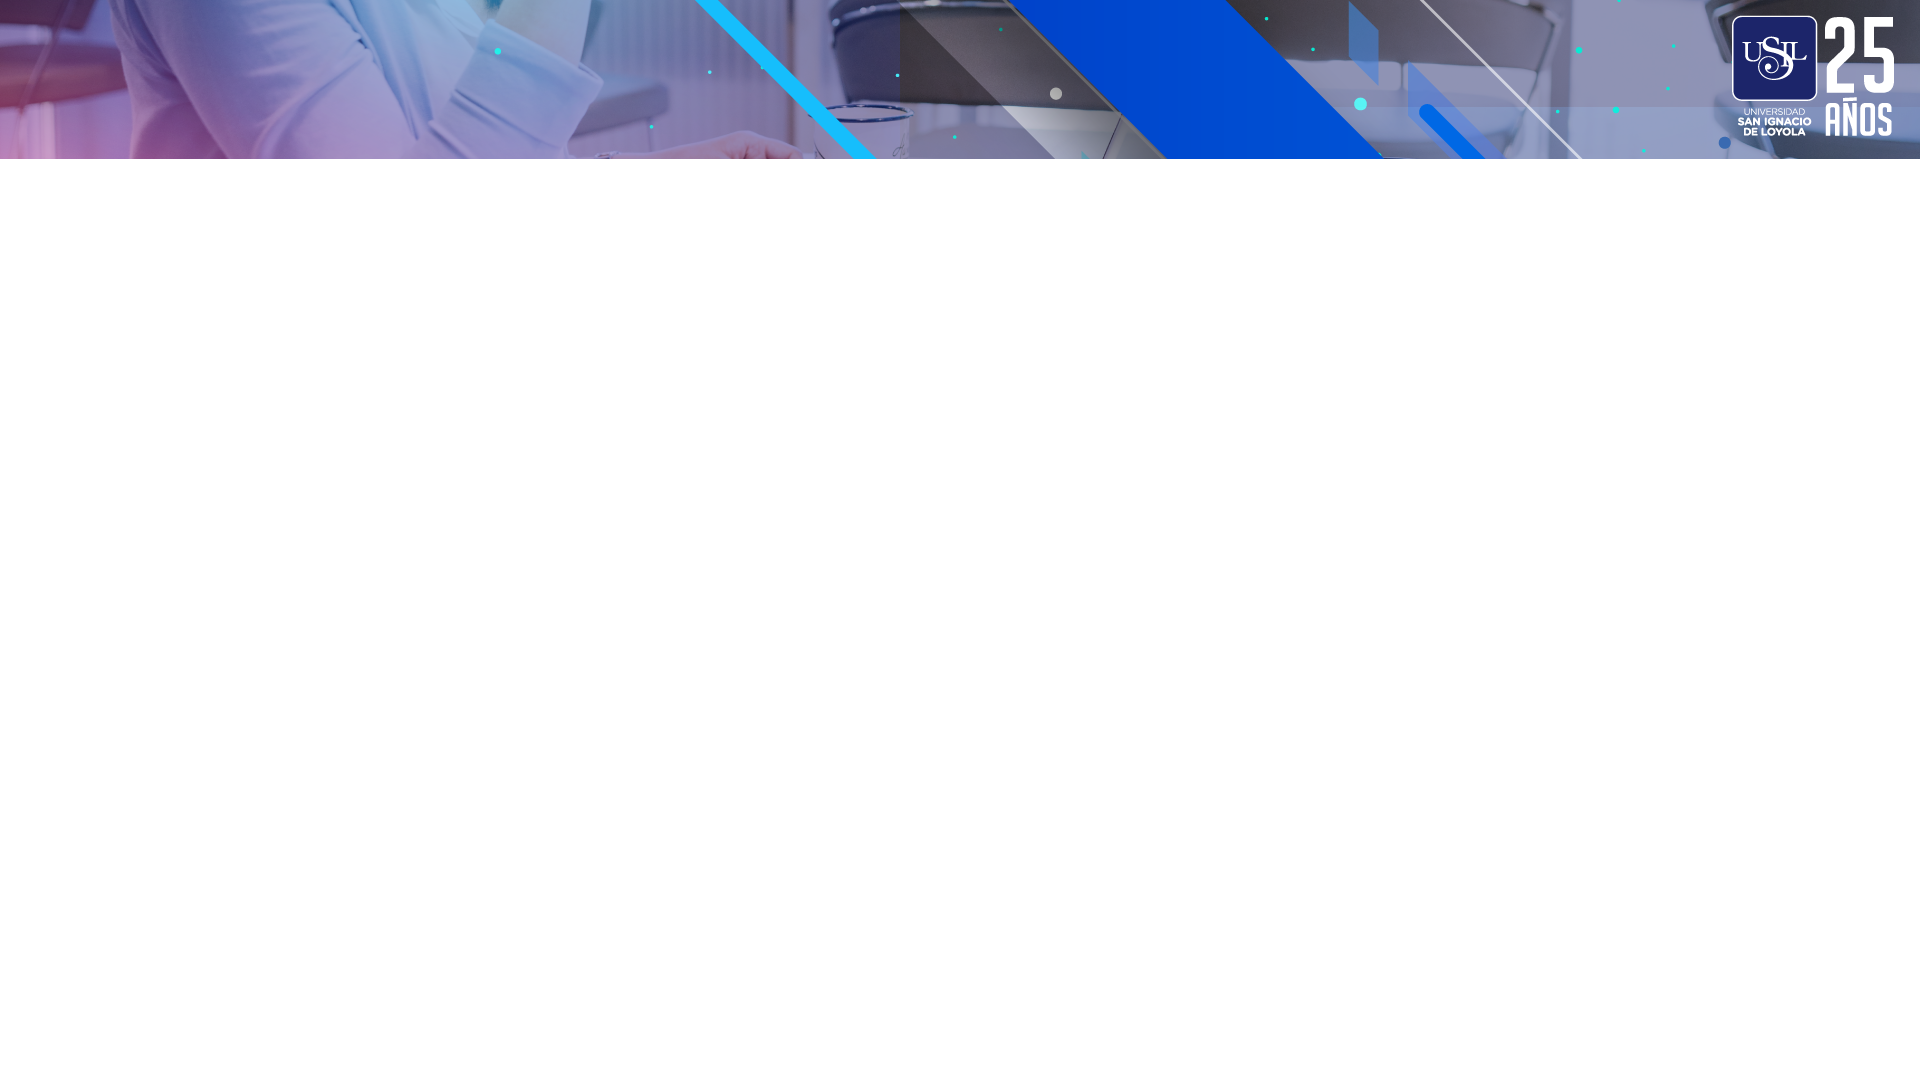 USIL
UNIVERSIDAD
SAN IGNACIO
DE LOYOLA
25
AÑOS